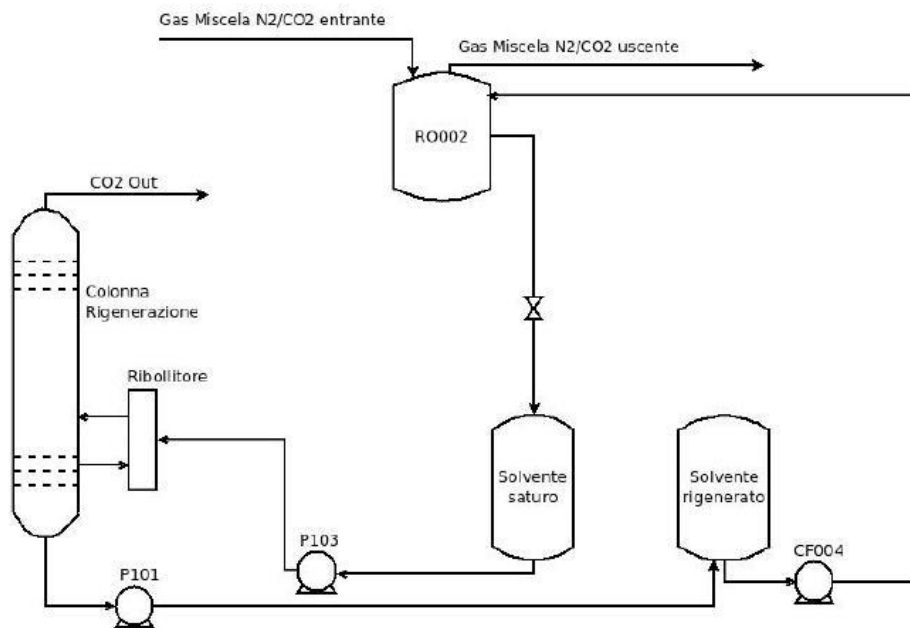 Gas Miscela N2/CO2 entrante
Gas Miscela N2/CO2 uscente
RO002
CO2 Out
Colonna
Rigenerazione
Ribollitore
Solvente
saturo
Solvente
rigenerato
P103
CF004
P101